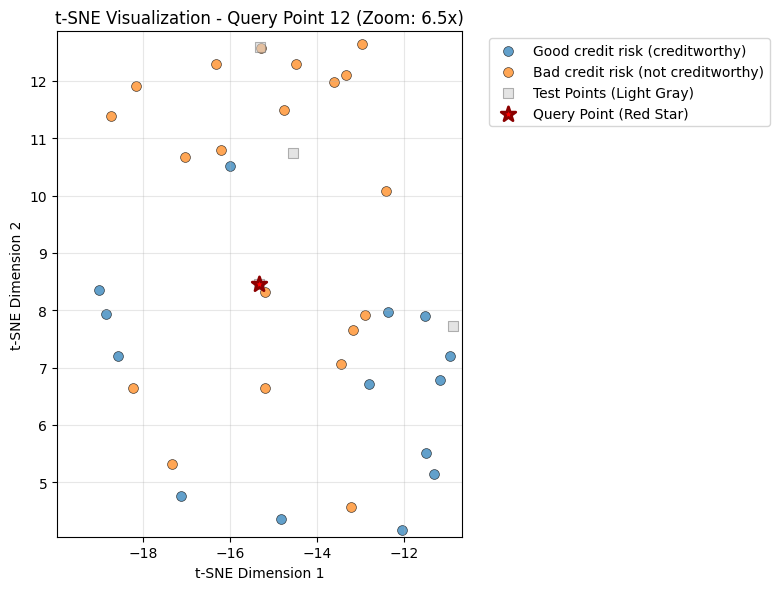 t-SNE Visualization - Query Point 12 (Zoom: 6.5x)
Good credit risk (creditworthy)
Bad credit risk (not creditworthy)
Test Points (Light Gray)
Query Point (Red Star)
t-SNE Dimension 2
12
11
10
9
8
7
6
5
−18
−16
−14
−12
t-SNE Dimension 1